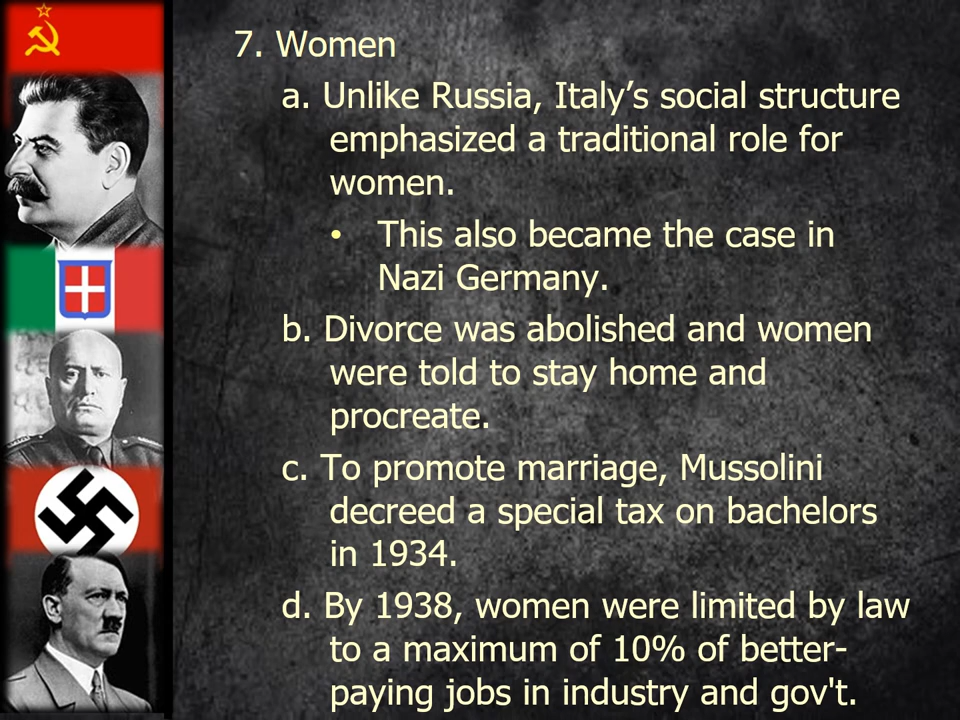 7. Women
a. Unlike Russia, Italy’s social structure
emphasized a traditional role for
women.
• This also became the case in
Nazi Germany.
b. Divorce was abolished and women
were told to stay home and
procreate.
c. To promote marriage, Mussolini
decreed a special tax on bachelors
in 1934.
d. By 1938, women were limited by law
to a maximum of 10% of better-
paying jobs in industry and gov't.